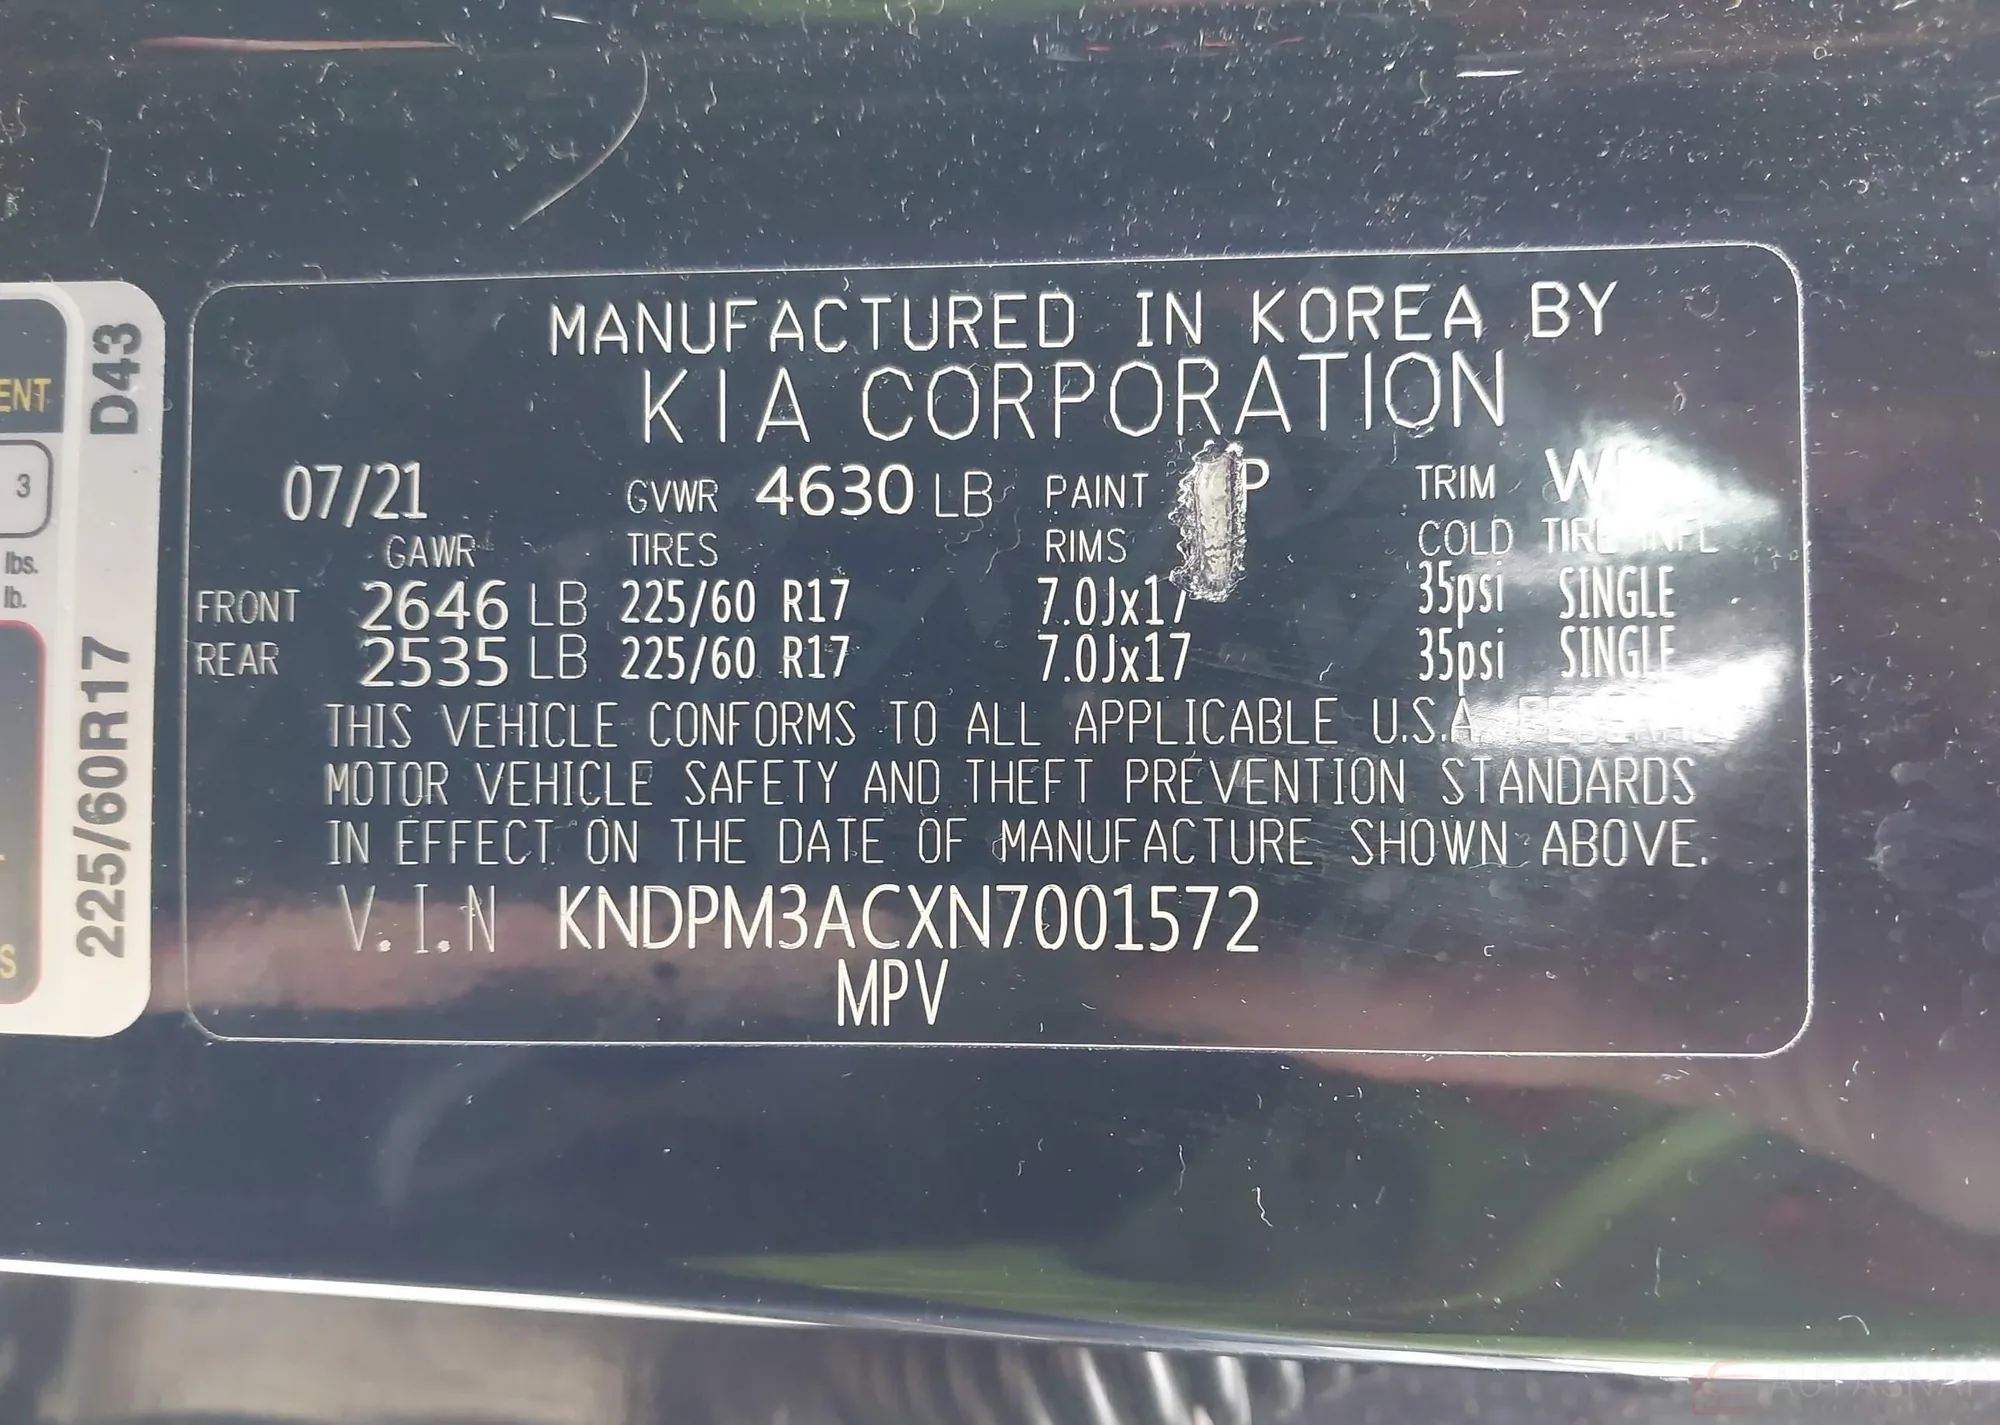 MANUFACTURED IN KOREA BY
KIA CORPORATION
07/21 GVWR 4630 LB PAINT TRIM
GAWR TIRES RIMS COLD TIRE INFL
FRONT 2646 LB 225/60 R17 7.0Jx17 35psi SINGLE
REAR 2535 LB 225/60 R17 7.0Jx17 35psi SINGLE
THIS VEHICLE CONFORMS TO ALL APPLICABLE U.S.A. FEDERAL
MOTOR VEHICLE SAFETY AND THEFT PREVENTION STANDARDS
IN EFFECT ON THE DATE OF MANUFACTURE SHOWN ABOVE.
V.I.N KNDPM3ACXN7001572
MPV
D43
225/60R17
3
lbs.
lb.